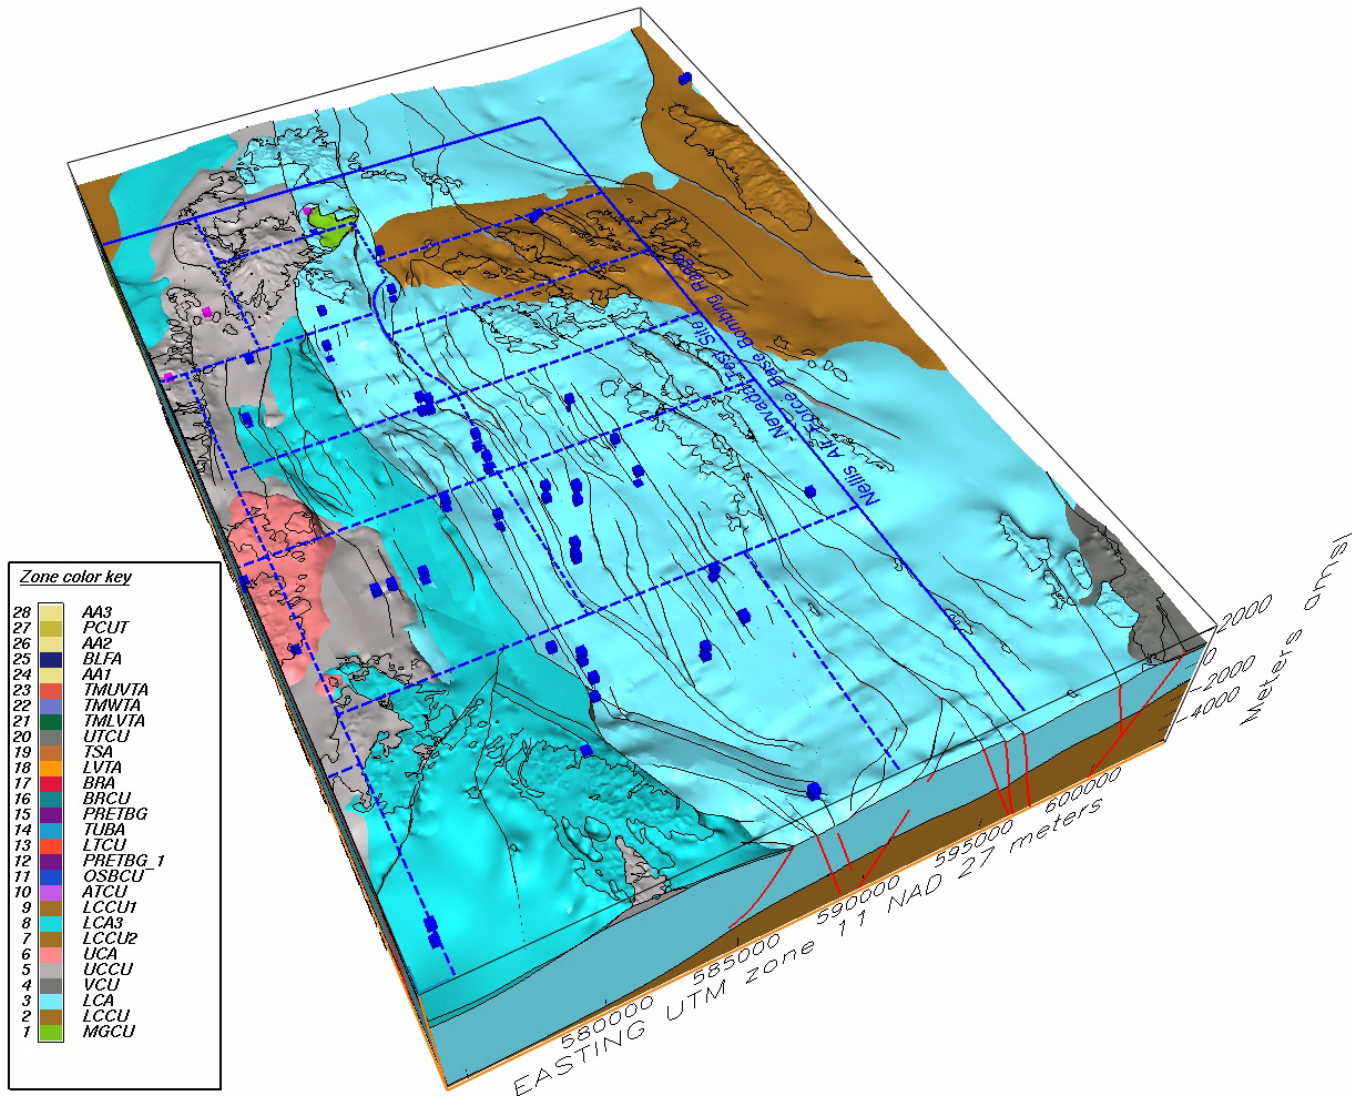 Nevada Test Site
Nellis Air Force Base Bombing Range
Zone color key
28 AA3
27 PCUT
26 AA2
25 BLFA
24 AA1
23 TMUVTA
22 TMWTA
21 TMLVTA
20 UTCU
19 TSA
18 LVTA
17 BRA
16 BRCU
15 PRETBG
14 TUBA
13 LTCU
12 PRETBG_1
11 OSBCU
10 ATCU
9 LCCU1
8 LCA3
7 LCCU2
6 UCA
5 UCCU
4 VCU
3 LCA
2 LCCU
1 MGCU
2000
0
-2000
-4000
Meters amsl
580000 585000 590000 595000 600000
EASTING UTM zone 11 NAD 27 meters